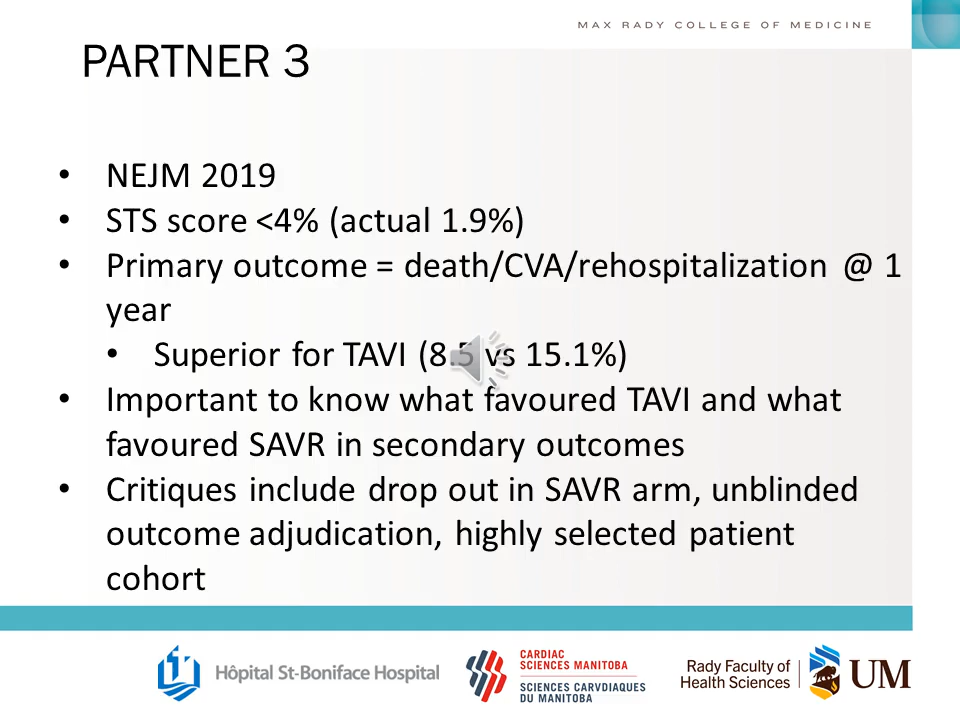 MAX RADY COLLEGE OF MEDICINE
PARTNER 3
• NEJM 2019
• STS score <4% (actual 1.9%)
• Primary outcome = death/CVA/rehospitalization @ 1
year
• Superior for TAVI (8.5 vs 15.1%)
• Important to know what favoured TAVI and what
favoured SAVR in secondary outcomes
• Critiques include drop out in SAVR arm, unblinded
outcome adjudication, highly selected patient
cohort
Hôpital St-Boniface Hospital
CARDIAC
SCIENCES MANITOBA
SCIENCES CARVDIAQUES
DU MANITOBA
Rady Faculty of
Health Sciences
UM